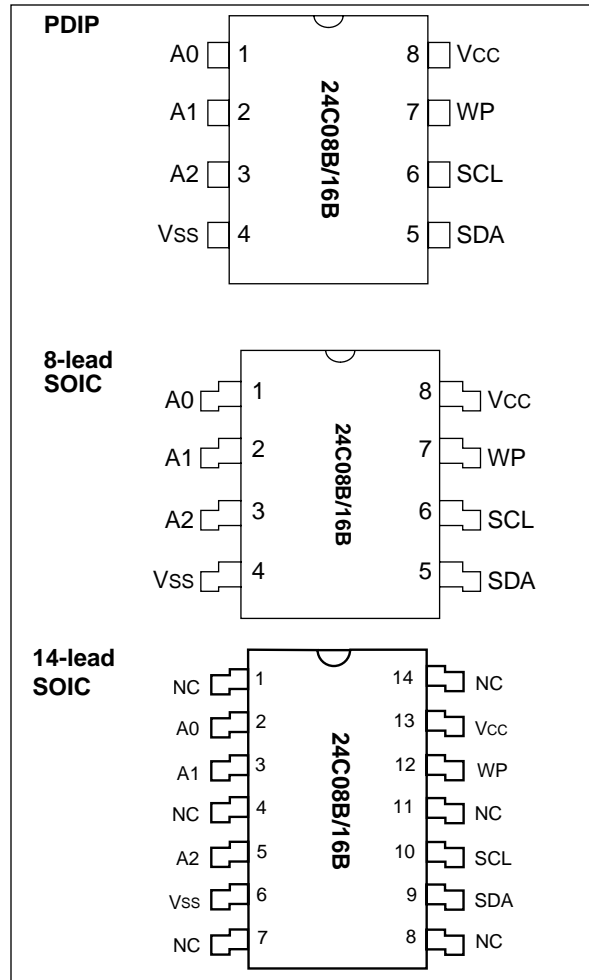 PDIP
A0 1 8 VCC
A1 2 7 WP
A2 3 6 SCL
VSS 4 5 SDA
24C08B/16B
8-lead
SOIC
A0 1 8 VCC
A1 2 7 WP
A2 3 6 SCL
VSS 4 5 SDA
24C08B/16B
14-lead
SOIC
NC 1 14 NC
A0 2 13 VCC
A1 3 12 WP
NC 4 11 NC
A2 5 10 SCL
VSS 6 9 SDA
NC 7 8 NC
24C08B/16B